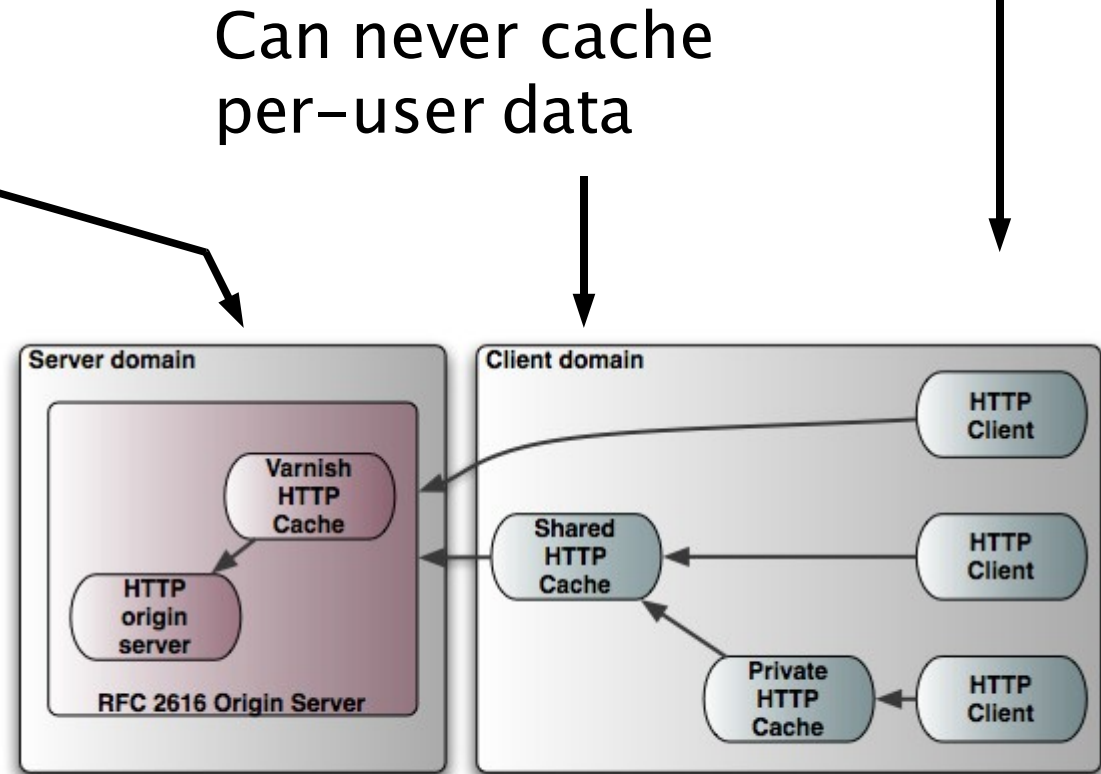 Can never cache
per-user data
Server domain
Client domain
HTTP
Client
Varnish
HTTP
Cache
Shared
HTTP
Cache
HTTP
Client
HTTP
origin
server
Private
HTTP
Cache
HTTP
Client
RFC 2616 Origin Server